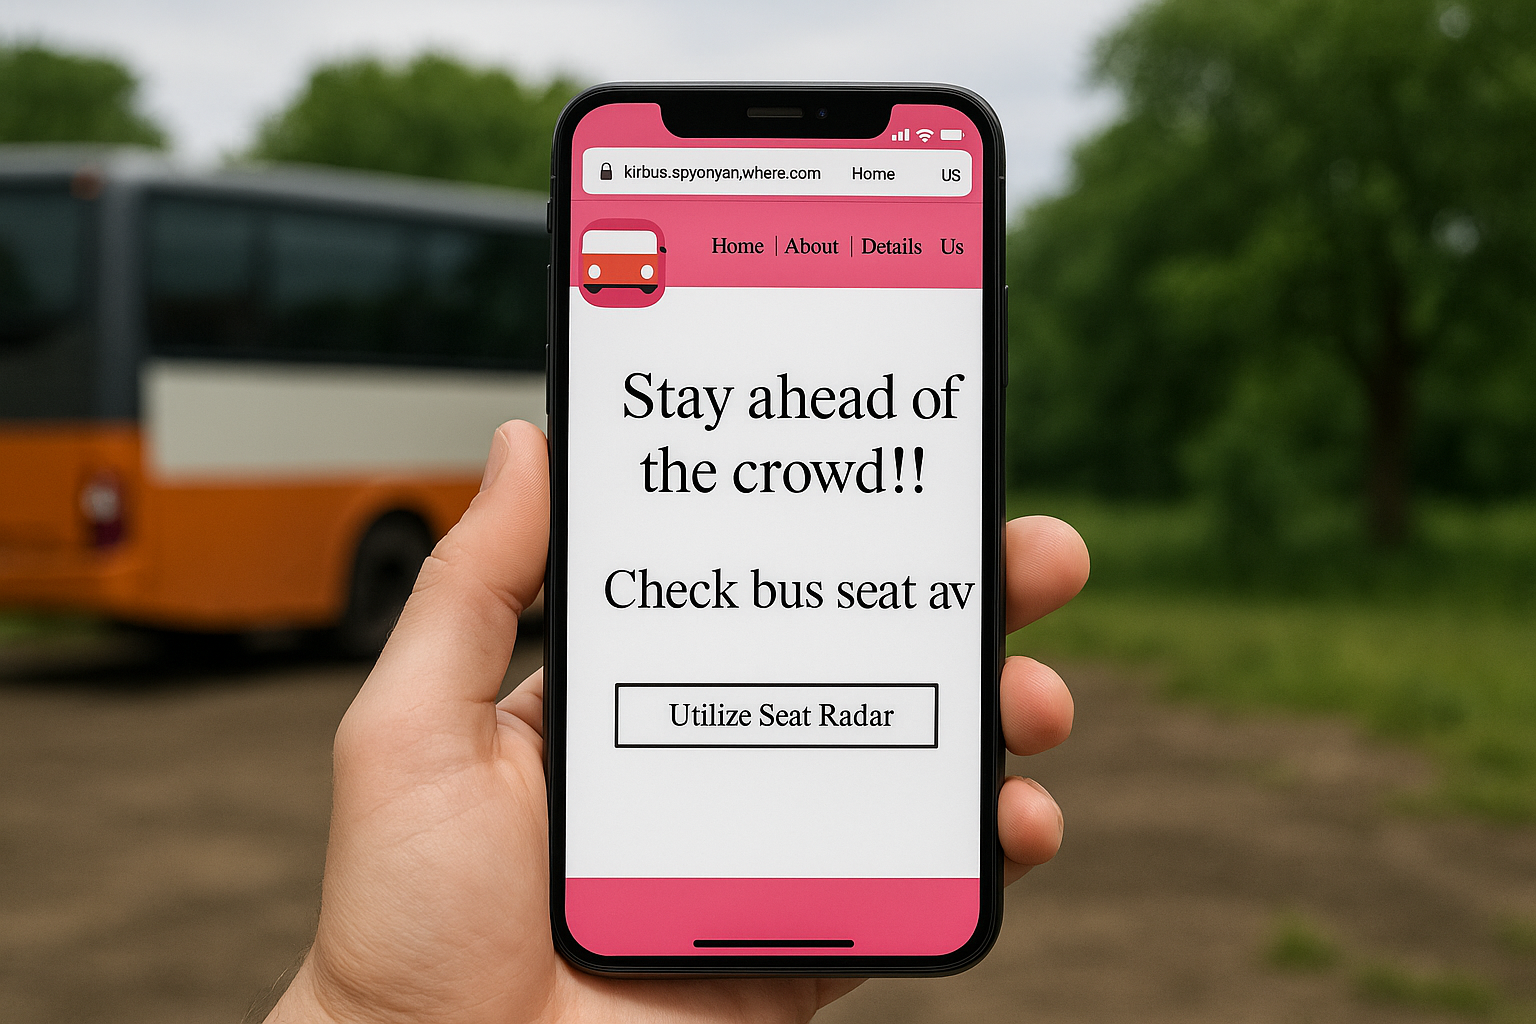 kirbus.spyonyan,where.com Home US
Home | About | Details Us
Stay ahead of
the crowd!!
Check bus seat av
Utilize Seat Radar